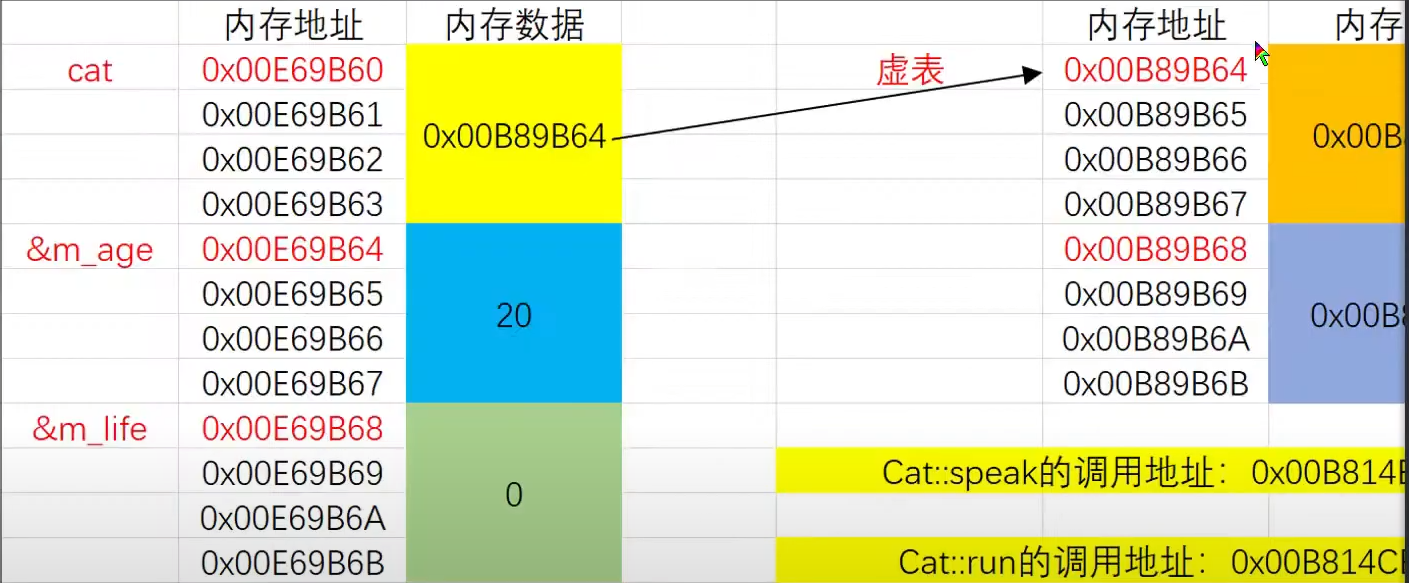 内存地址 内存数据 内存地址 内存
cat 0x00E69B60 虚表 0x00B89B64
0x00E69B61 0x00B89B65
0x00B89B64 0x00B
0x00E69B62 0x00B89B66
0x00E69B63 0x00B89B67
&m_age 0x00E69B64 0x00B89B68
0x00E69B65 0x00B89B69
20 0x00B8
0x00E69B66 0x00B89B6A
0x00E69B67 0x00B89B6B
&m_life 0x00E69B68
0x00E69B69 Cat::speak的调用地址：0x00B814
0
0x00E69B6A
0x00E69B6B Cat::run的调用地址：0x00B814C